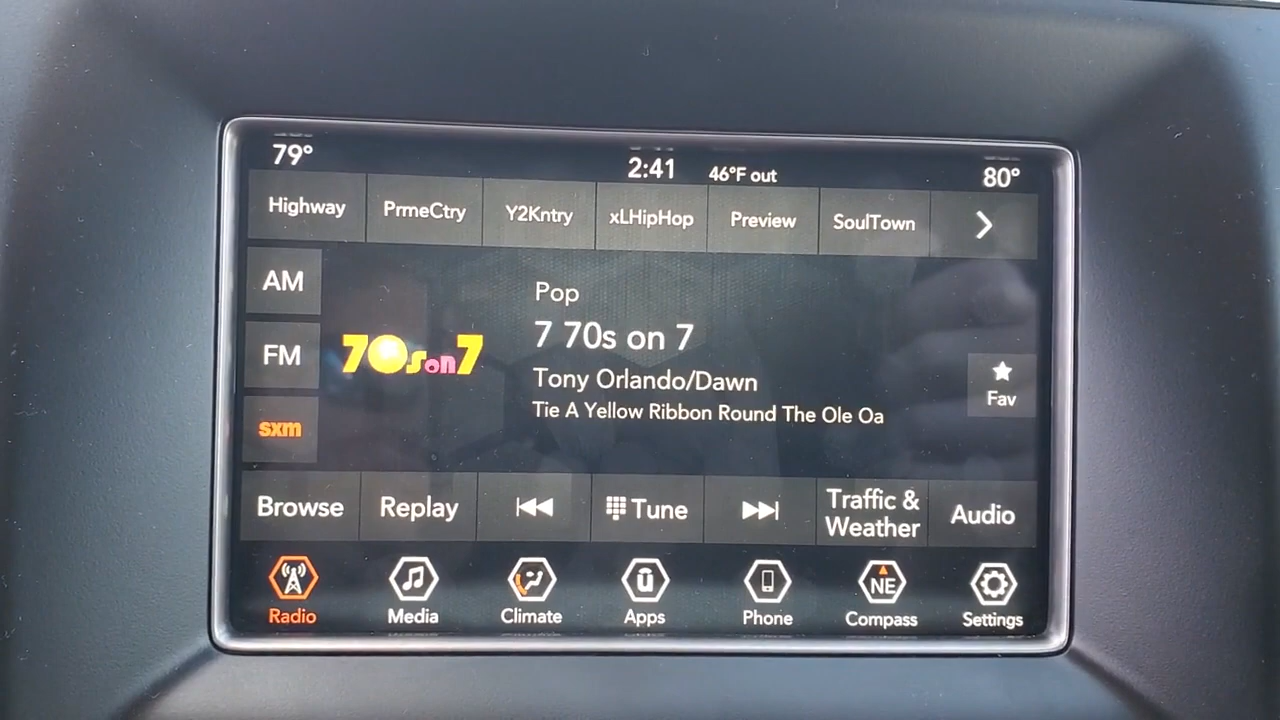 79° 2:41 46°F out 80°
Highway PrmeCtry Y2Kntry xLHipHop Preview SoulTown
AM
FM
sxm
70s on 7
Pop
7 70s on 7
Tony Orlando/Dawn
Tie A Yellow Ribbon Round The Ole Oa
Fav
Browse Replay Tune Traffic & Weather Audio
NE
Radio Media Climate Apps Phone Compass Settings